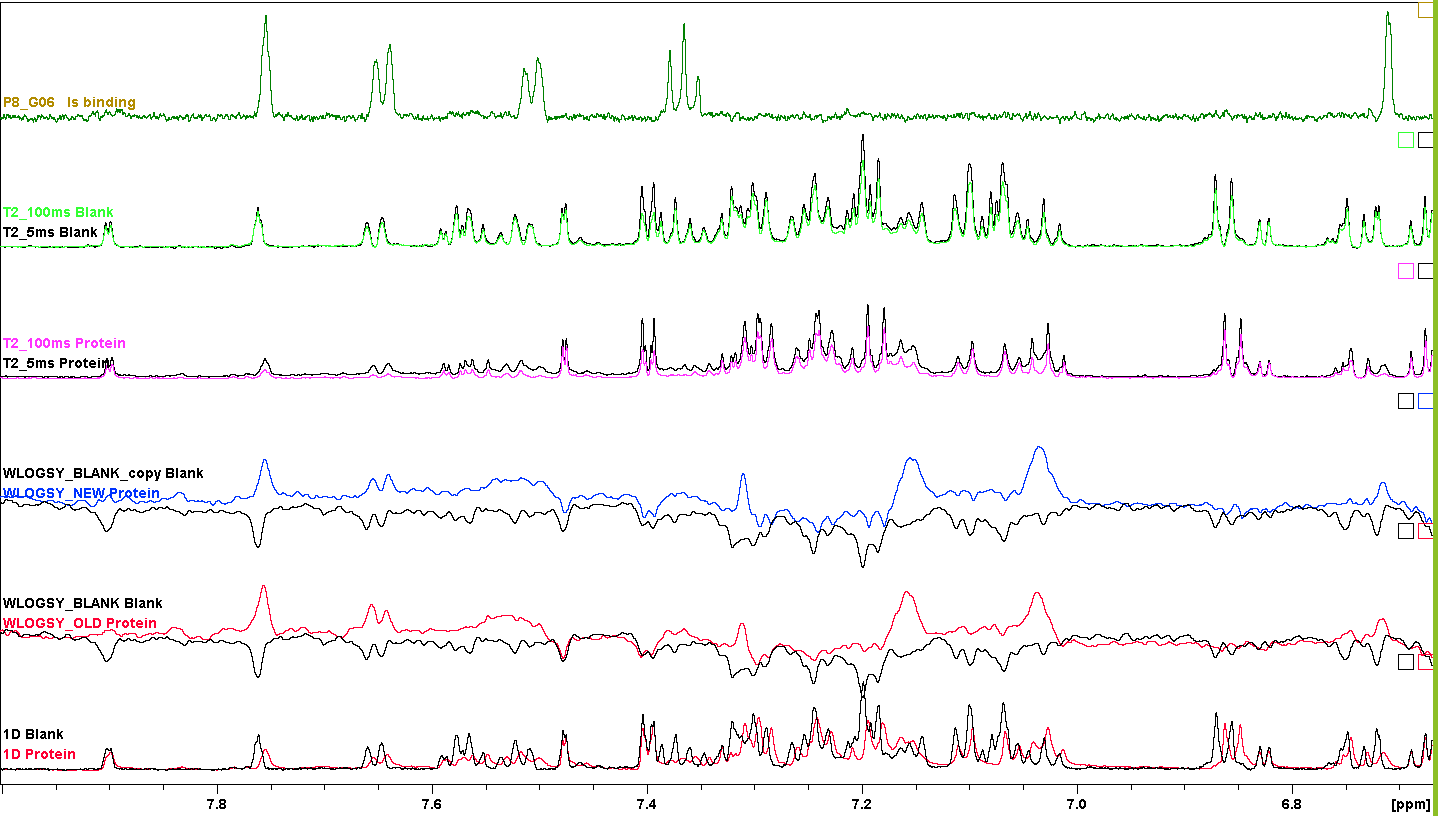 P8_G06 Is binding
T2_100ms Blank
T2_5ms Blank
T2_100ms Protein
T2_5ms Protein
WLOGSY_BLANK_copy Blank
WLOGSY_NEW Protein
WLOGSY_BLANK Blank
WLOGSY_OLD Protein
1D Blank
1D Protein
7.8 7.6 7.4 7.2 7.0 6.8 [ppm]